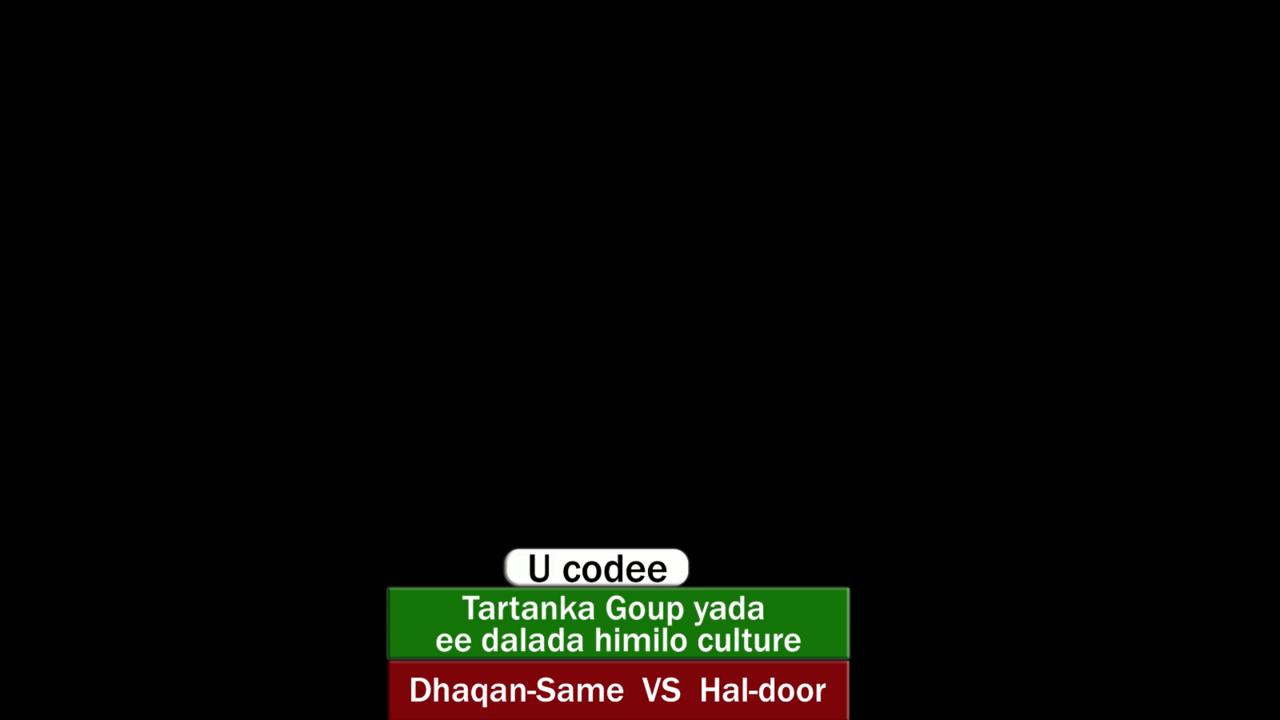 U codee
Tartanka Goup yada
ee dalada himilo culture
Dhaqan-Same VS Hal-door